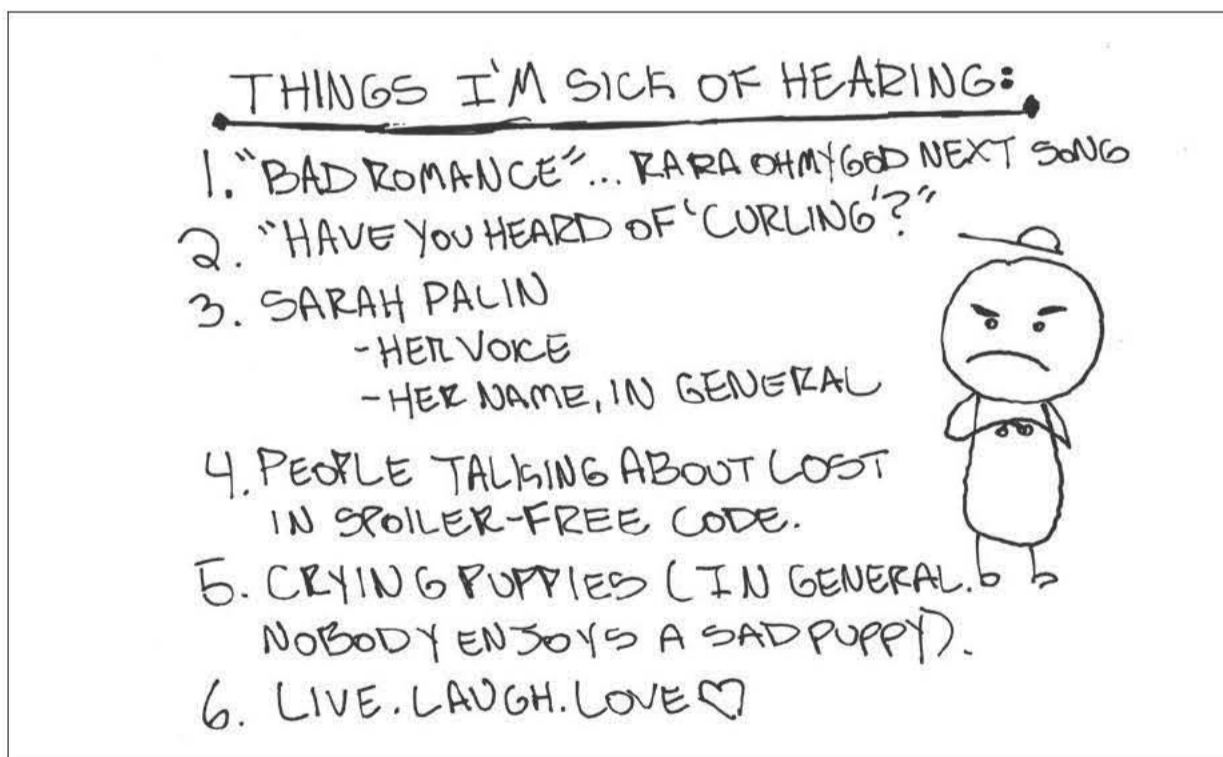 THINGS I'M SICK OF HEARING:
1. "BAD ROMANCE"... RARA OHMYGOD NEXT SONG
2. "HAVE YOU HEARD OF 'CURLING'?"
3. SARAH PALIN
- HER VOICE
- HER NAME, IN GENERAL
4. PEOPLE TALKING ABOUT LOST
IN SPOILER-FREE CODE.
5. CRYING PUPPIES (IN GENERAL.
NOBODY ENJOYS A SAD PUPPY).
6. LIVE. LAUGH. LOVE ♡